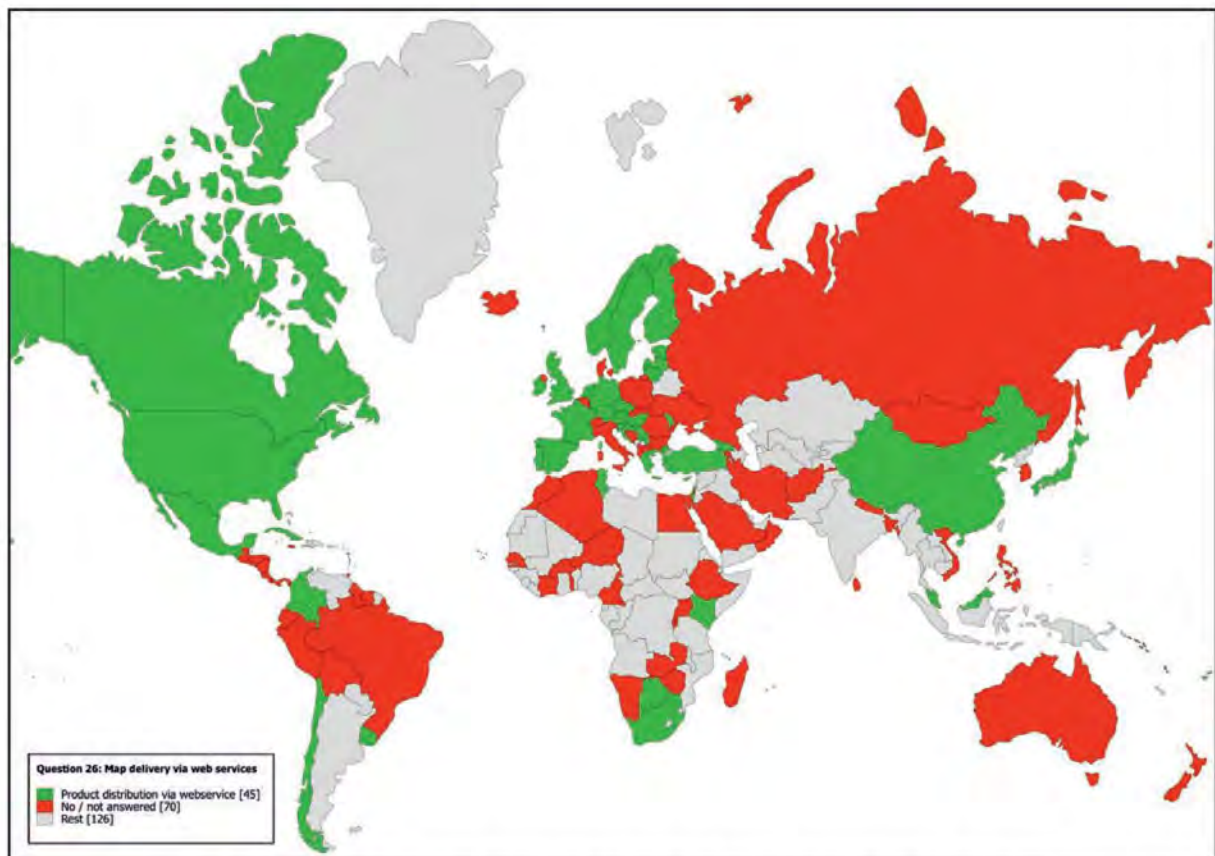 Question 26: Map delivery via web services
Product distribution via webservice [45]
No / not answered [70]
Rest [126]